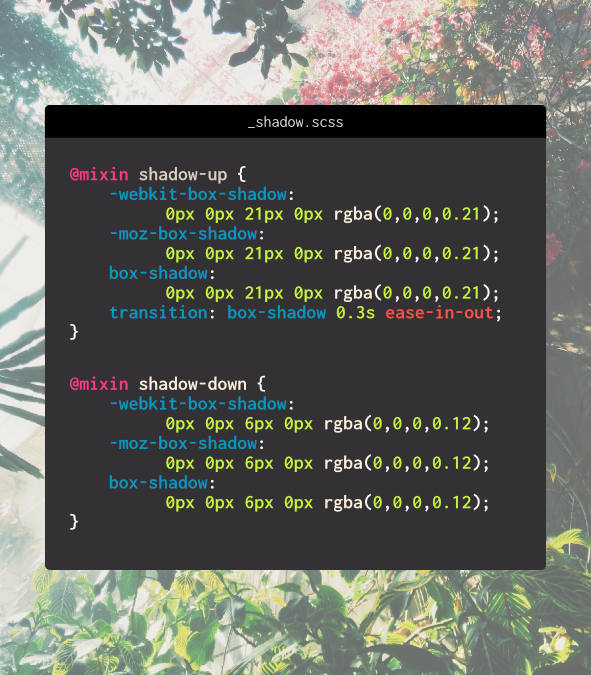 _shadow.scss
@mixin shadow-up {
-webkit-box-shadow:
0px 0px 21px 0px rgba(0,0,0,0.21);
-moz-box-shadow:
0px 0px 21px 0px rgba(0,0,0,0.21);
box-shadow:
0px 0px 21px 0px rgba(0,0,0,0.21);
transition: box-shadow 0.3s ease-in-out;
}
@mixin shadow-down {
-webkit-box-shadow:
0px 0px 6px 0px rgba(0,0,0,0.12);
-moz-box-shadow:
0px 0px 6px 0px rgba(0,0,0,0.12);
box-shadow:
0px 0px 6px 0px rgba(0,0,0,0.12);
}